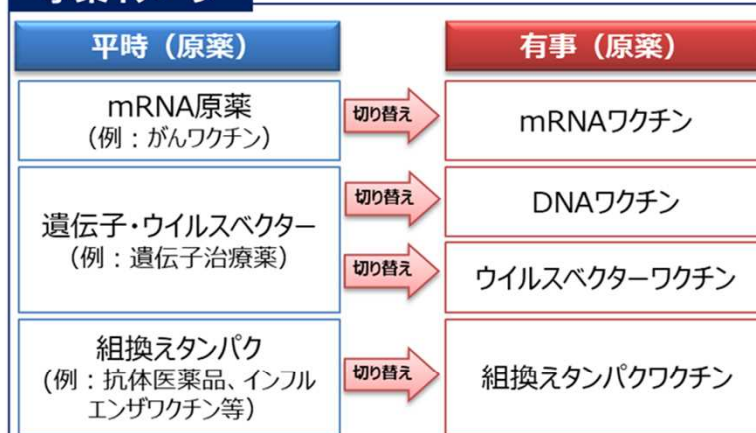 平時（原薬）
有事（原薬）
mRNA原薬
（例：がんワクチン）
切り替え
mRNAワクチン
遺伝子・ウイルスベクター
（例：遺伝子治療薬）
切り替え
DNAワクチン
切り替え
ウイルスベクターワクチン
組換えタンパク
（例：抗体医薬品、インフル
エンザワクチン等）
切り替え
組換えタンパクワクチン